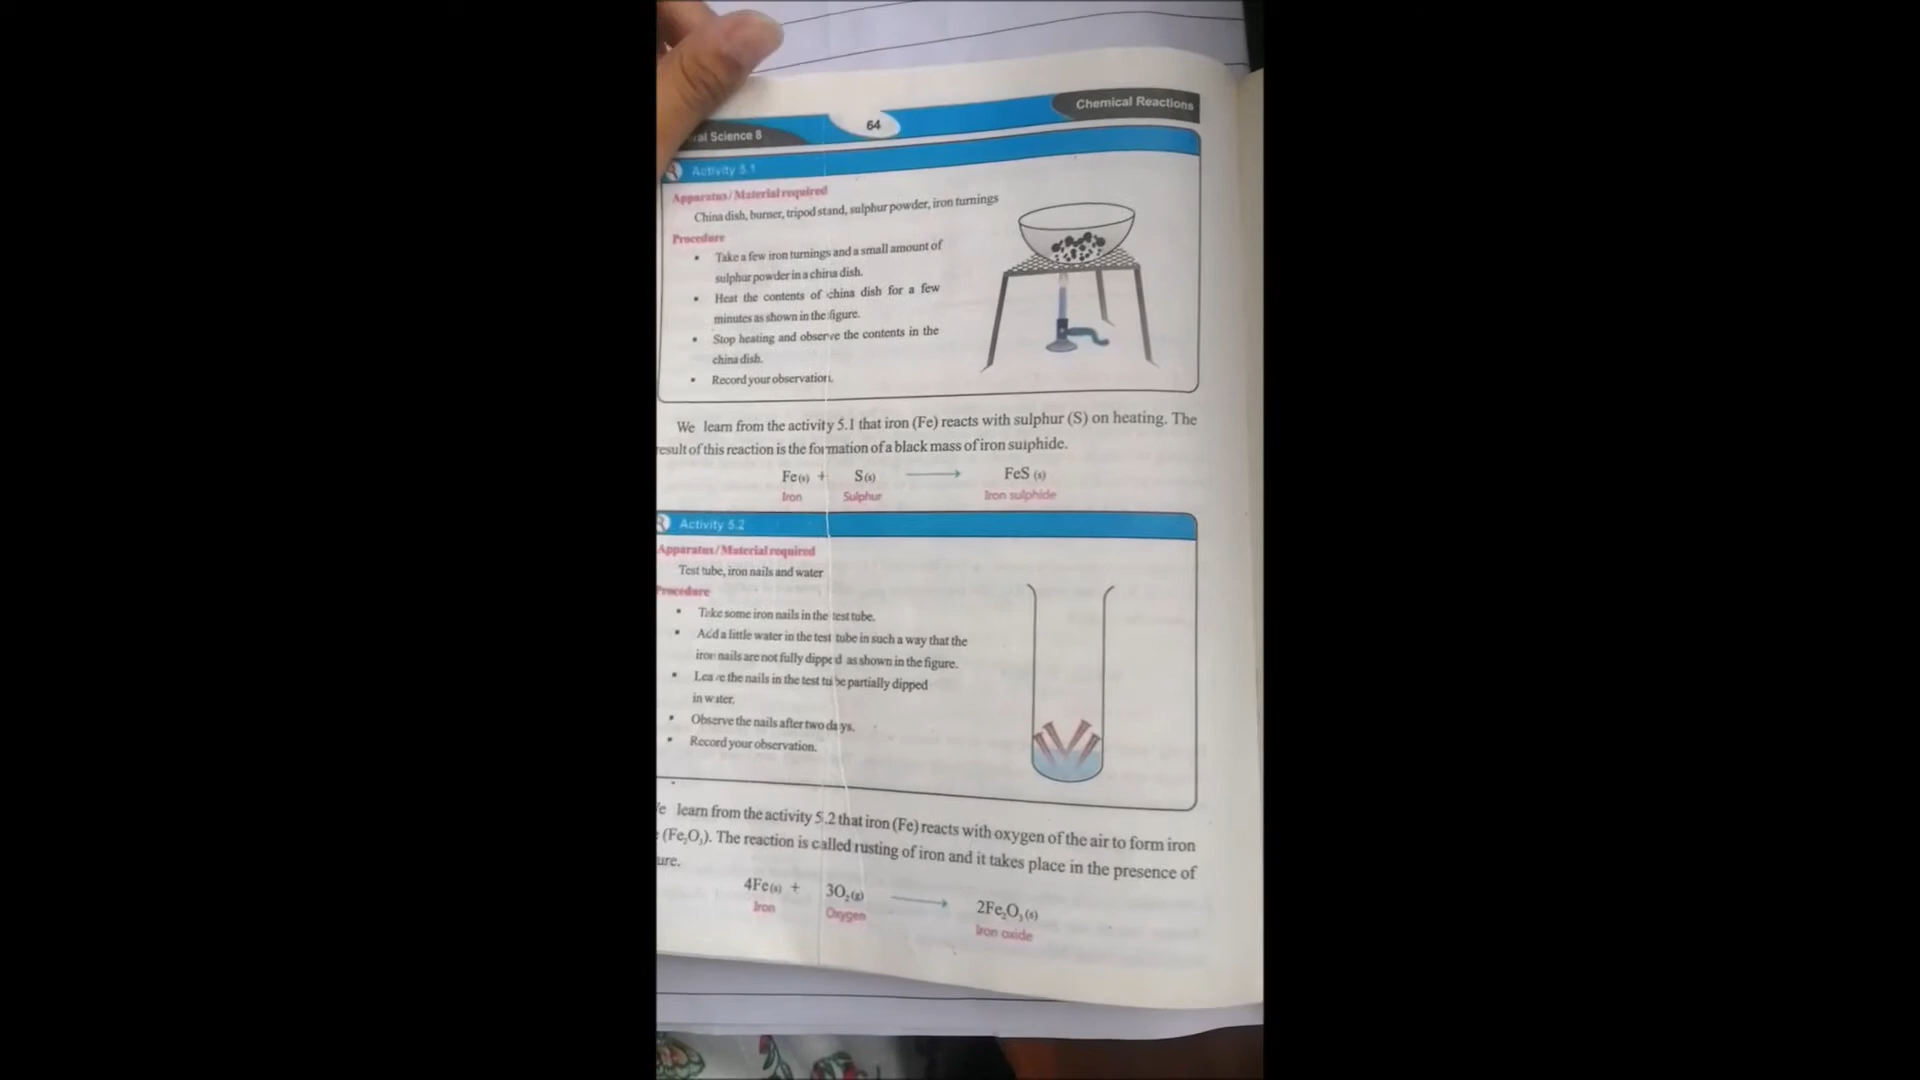 Science 8
64
Chemical Reactions
Activity 5.1
Apparatus/Material required
China dish, burner, tripod stand, sulphur powder, iron turnings
Procedure
• Take a few iron turnings and a small amount of
sulphur powder in a china dish.
• Heat the contents of china dish for a few
minutes as shown in the figure.
• Stop heating and observe the contents in the
china dish.
• Record your observation.
We learn from the activity 5.1 that iron (Fe) reacts with sulphur (S) on heating. The
result of this reaction is the formation of a black mass of iron sulphide.
Fe(s) + S(s) ⟶ FeS (s)
Iron Sulphur Iron sulphide
Activity 5.2
Apparatus/Material required
Test tube, iron nails and water
Procedure
• Take some iron nails in the test tube.
• Add a little water in the test tube in such a way that the
iron nails are not fully dipped as shown in the figure.
• Leave the nails in the test tube partially dipped
in water.
• Observe the nails after two days.
• Record your observation.
learn from the activity 5.2 that iron (Fe) reacts with oxygen of the air to form iron
(Fe₂O₃). The reaction is called rusting of iron and it takes place in the presence of
4Fe(s) + 3O₂(g) ⟶ 2Fe₂O₃(s)
Iron Oxygen Iron oxide